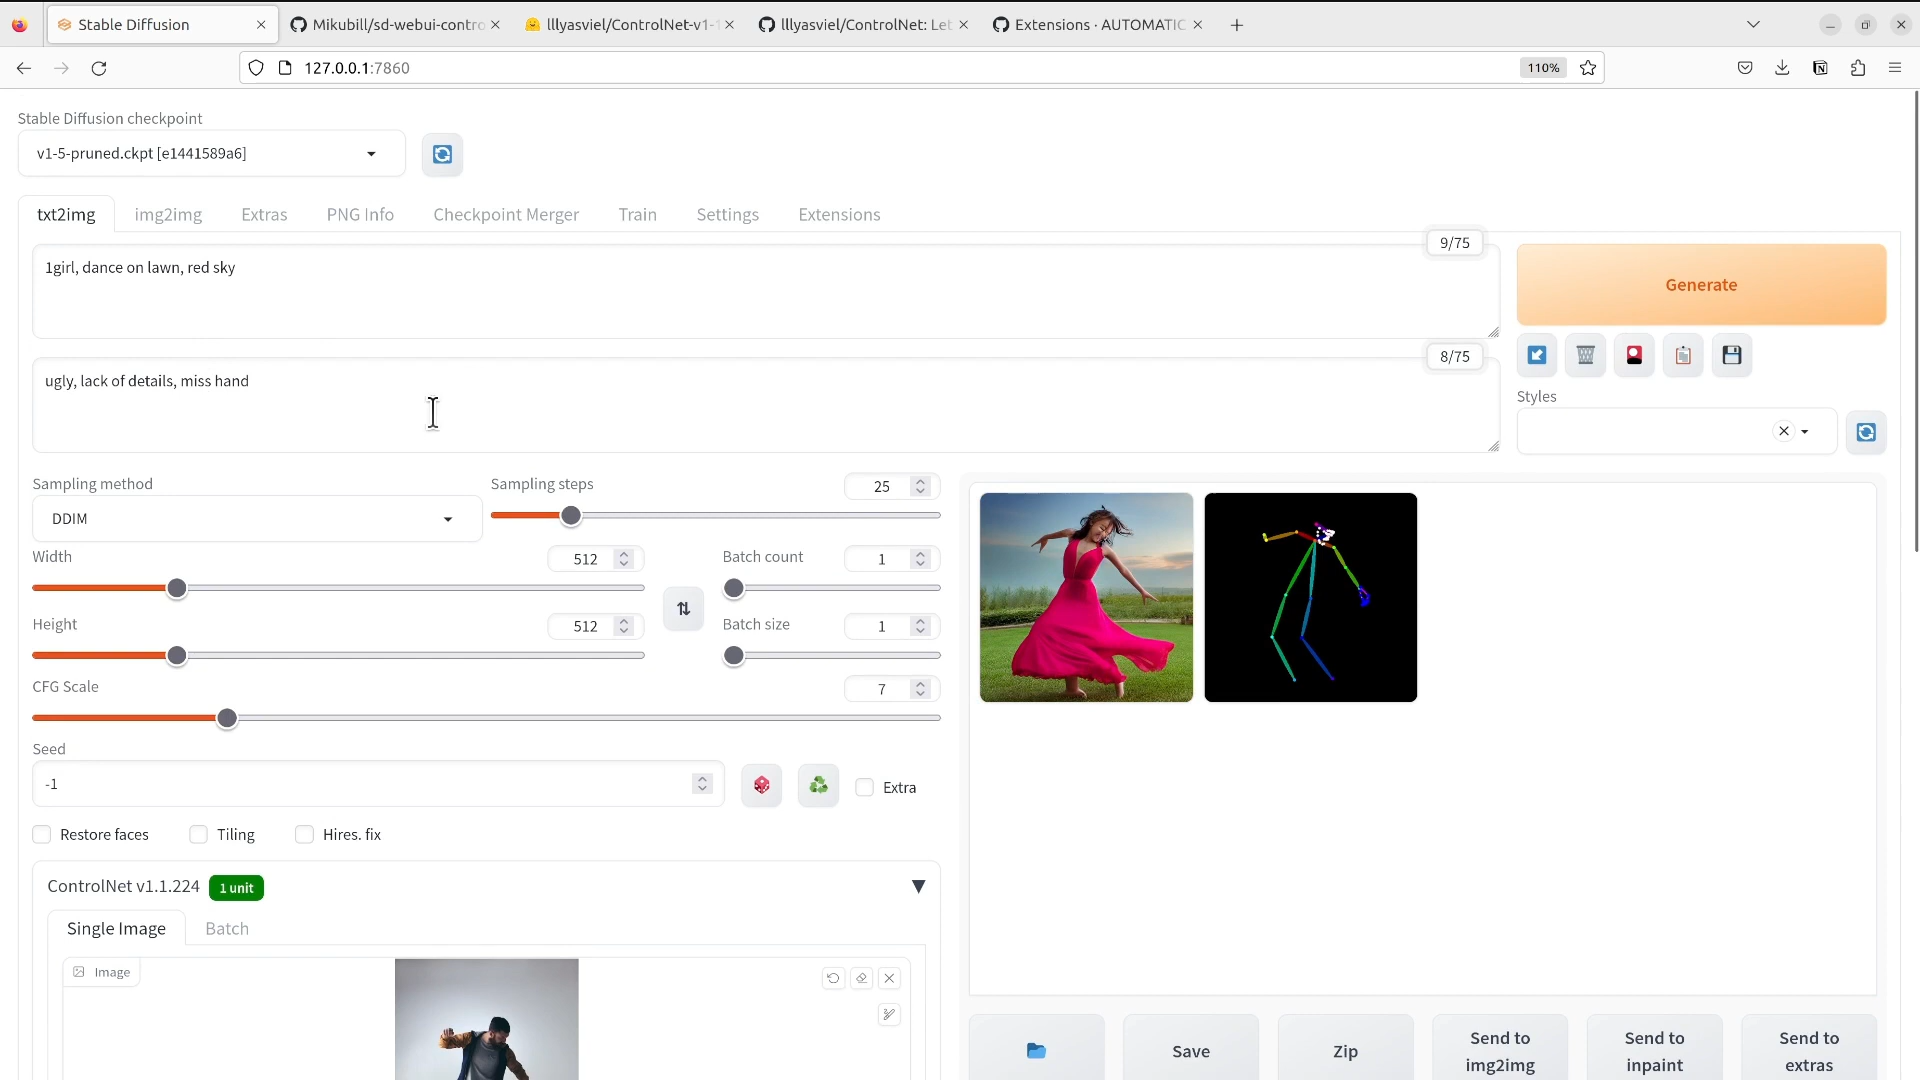 Stable Diffusion
Mikubill/sd-webui-contro
lllyasviel/ControlNet-v1-1
lllyasviel/ControlNet: Let
Extensions · AUTOMATIC
127.0.0.1:7860
110%
Stable Diffusion checkpoint
v1-5-pruned.ckpt [e1441589a6]
txt2img
img2img
Extras
PNG Info
Checkpoint Merger
Train
Settings
Extensions
9/75
1girl, dance on lawn, red sky
Generate
8/75
ugly, lack of details, miss hand
Styles
Sampling method
DDIM
Sampling steps
25
Width
512
Batch count
1
Height
512
Batch size
1
CFG Scale
7
Seed
-1
Extra
Restore faces
Tiling
Hires. fix
ControlNet v1.1.224
1 unit
Single Image
Batch
Image
Save
Zip
Send to
img2img
Send to
inpaint
Send to
extras